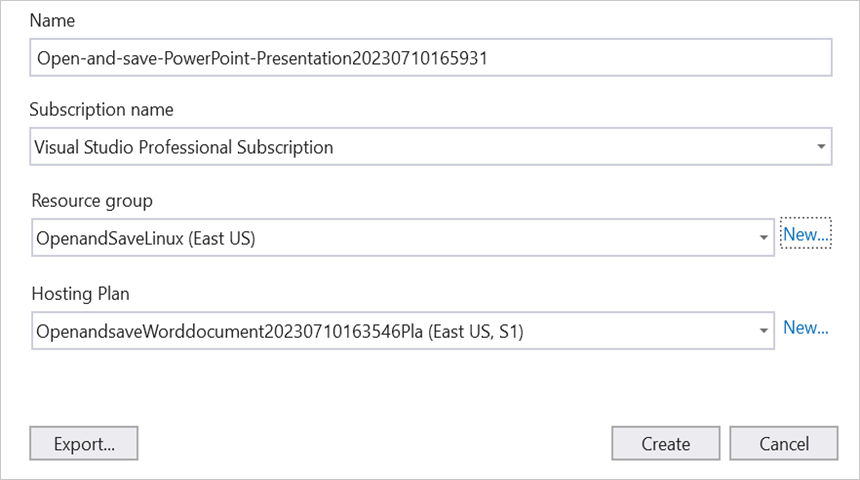 Name
Open-and-save-PowerPoint-Presentation20230710165931
Subscription name
Visual Studio Professional Subscription
Resource group
OpenandSaveLinux (East US)
New...
Hosting Plan
OpenandsaveWorddocument20230710163546Pla (East US, S1)
New...
Export...
Create
Cancel